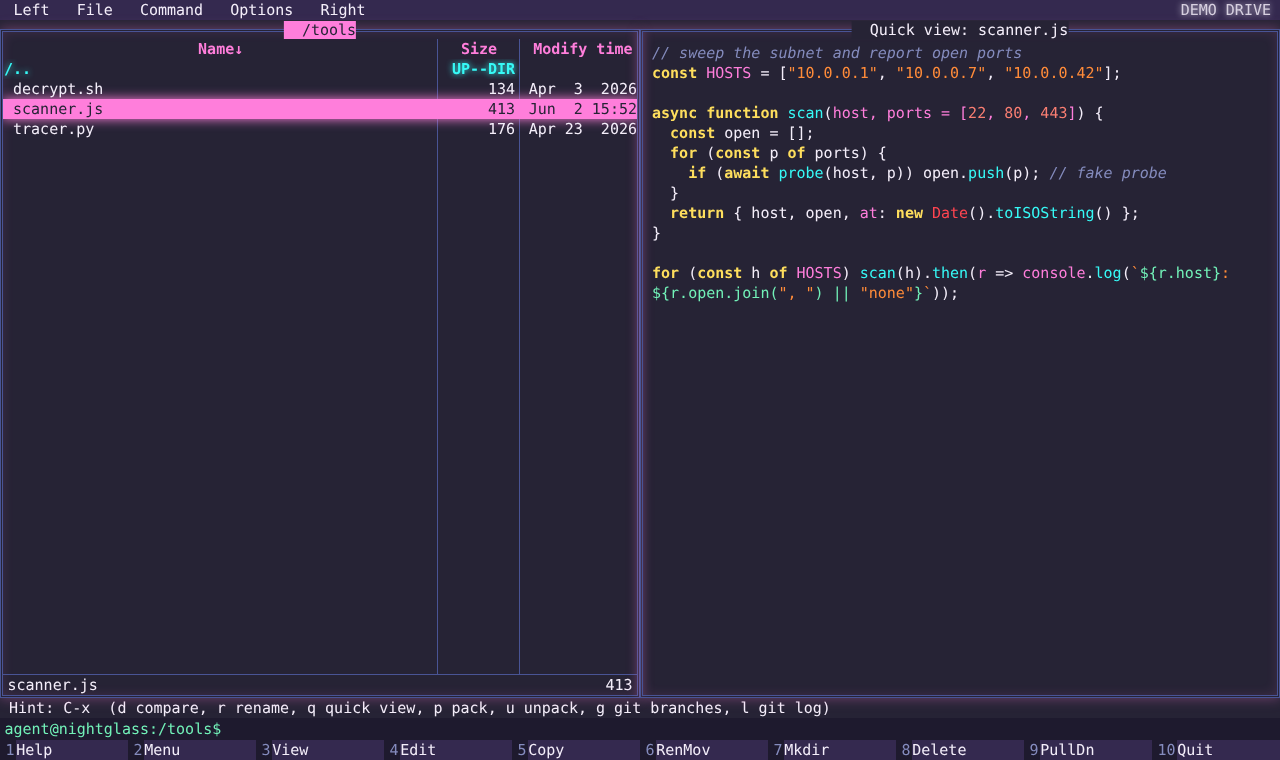 Left File Command Options Right DEMO DRIVE
/tools
Name↓ Size Modify time
/.. UP--DIR
decrypt.sh 134 Apr 3 2026
scanner.js 413 Jun 2 15:52
tracer.py 176 Apr 23 2026
scanner.js 413
Quick view: scanner.js
// sweep the subnet and report open ports
const HOSTS = ["10.0.0.1", "10.0.0.7", "10.0.0.42"];
async function scan(host, ports = [22, 80, 443]) {
  const open = [];
  for (const p of ports) {
    if (await probe(host, p)) open.push(p); // fake probe
  }
  return { host, open, at: new Date().toISOString() };
}
for (const h of HOSTS) scan(h).then(r => console.log(`${r.host}:
${r.open.join(", ") || "none"}`));
Hint: C-x (d compare, r rename, q quick view, p pack, u unpack, g git branches, l git log)
agent@nightglass:/tools$
1Help 2Menu 3View 4Edit 5Copy 6RenMov 7Mkdir 8Delete 9PullDn 10Quit